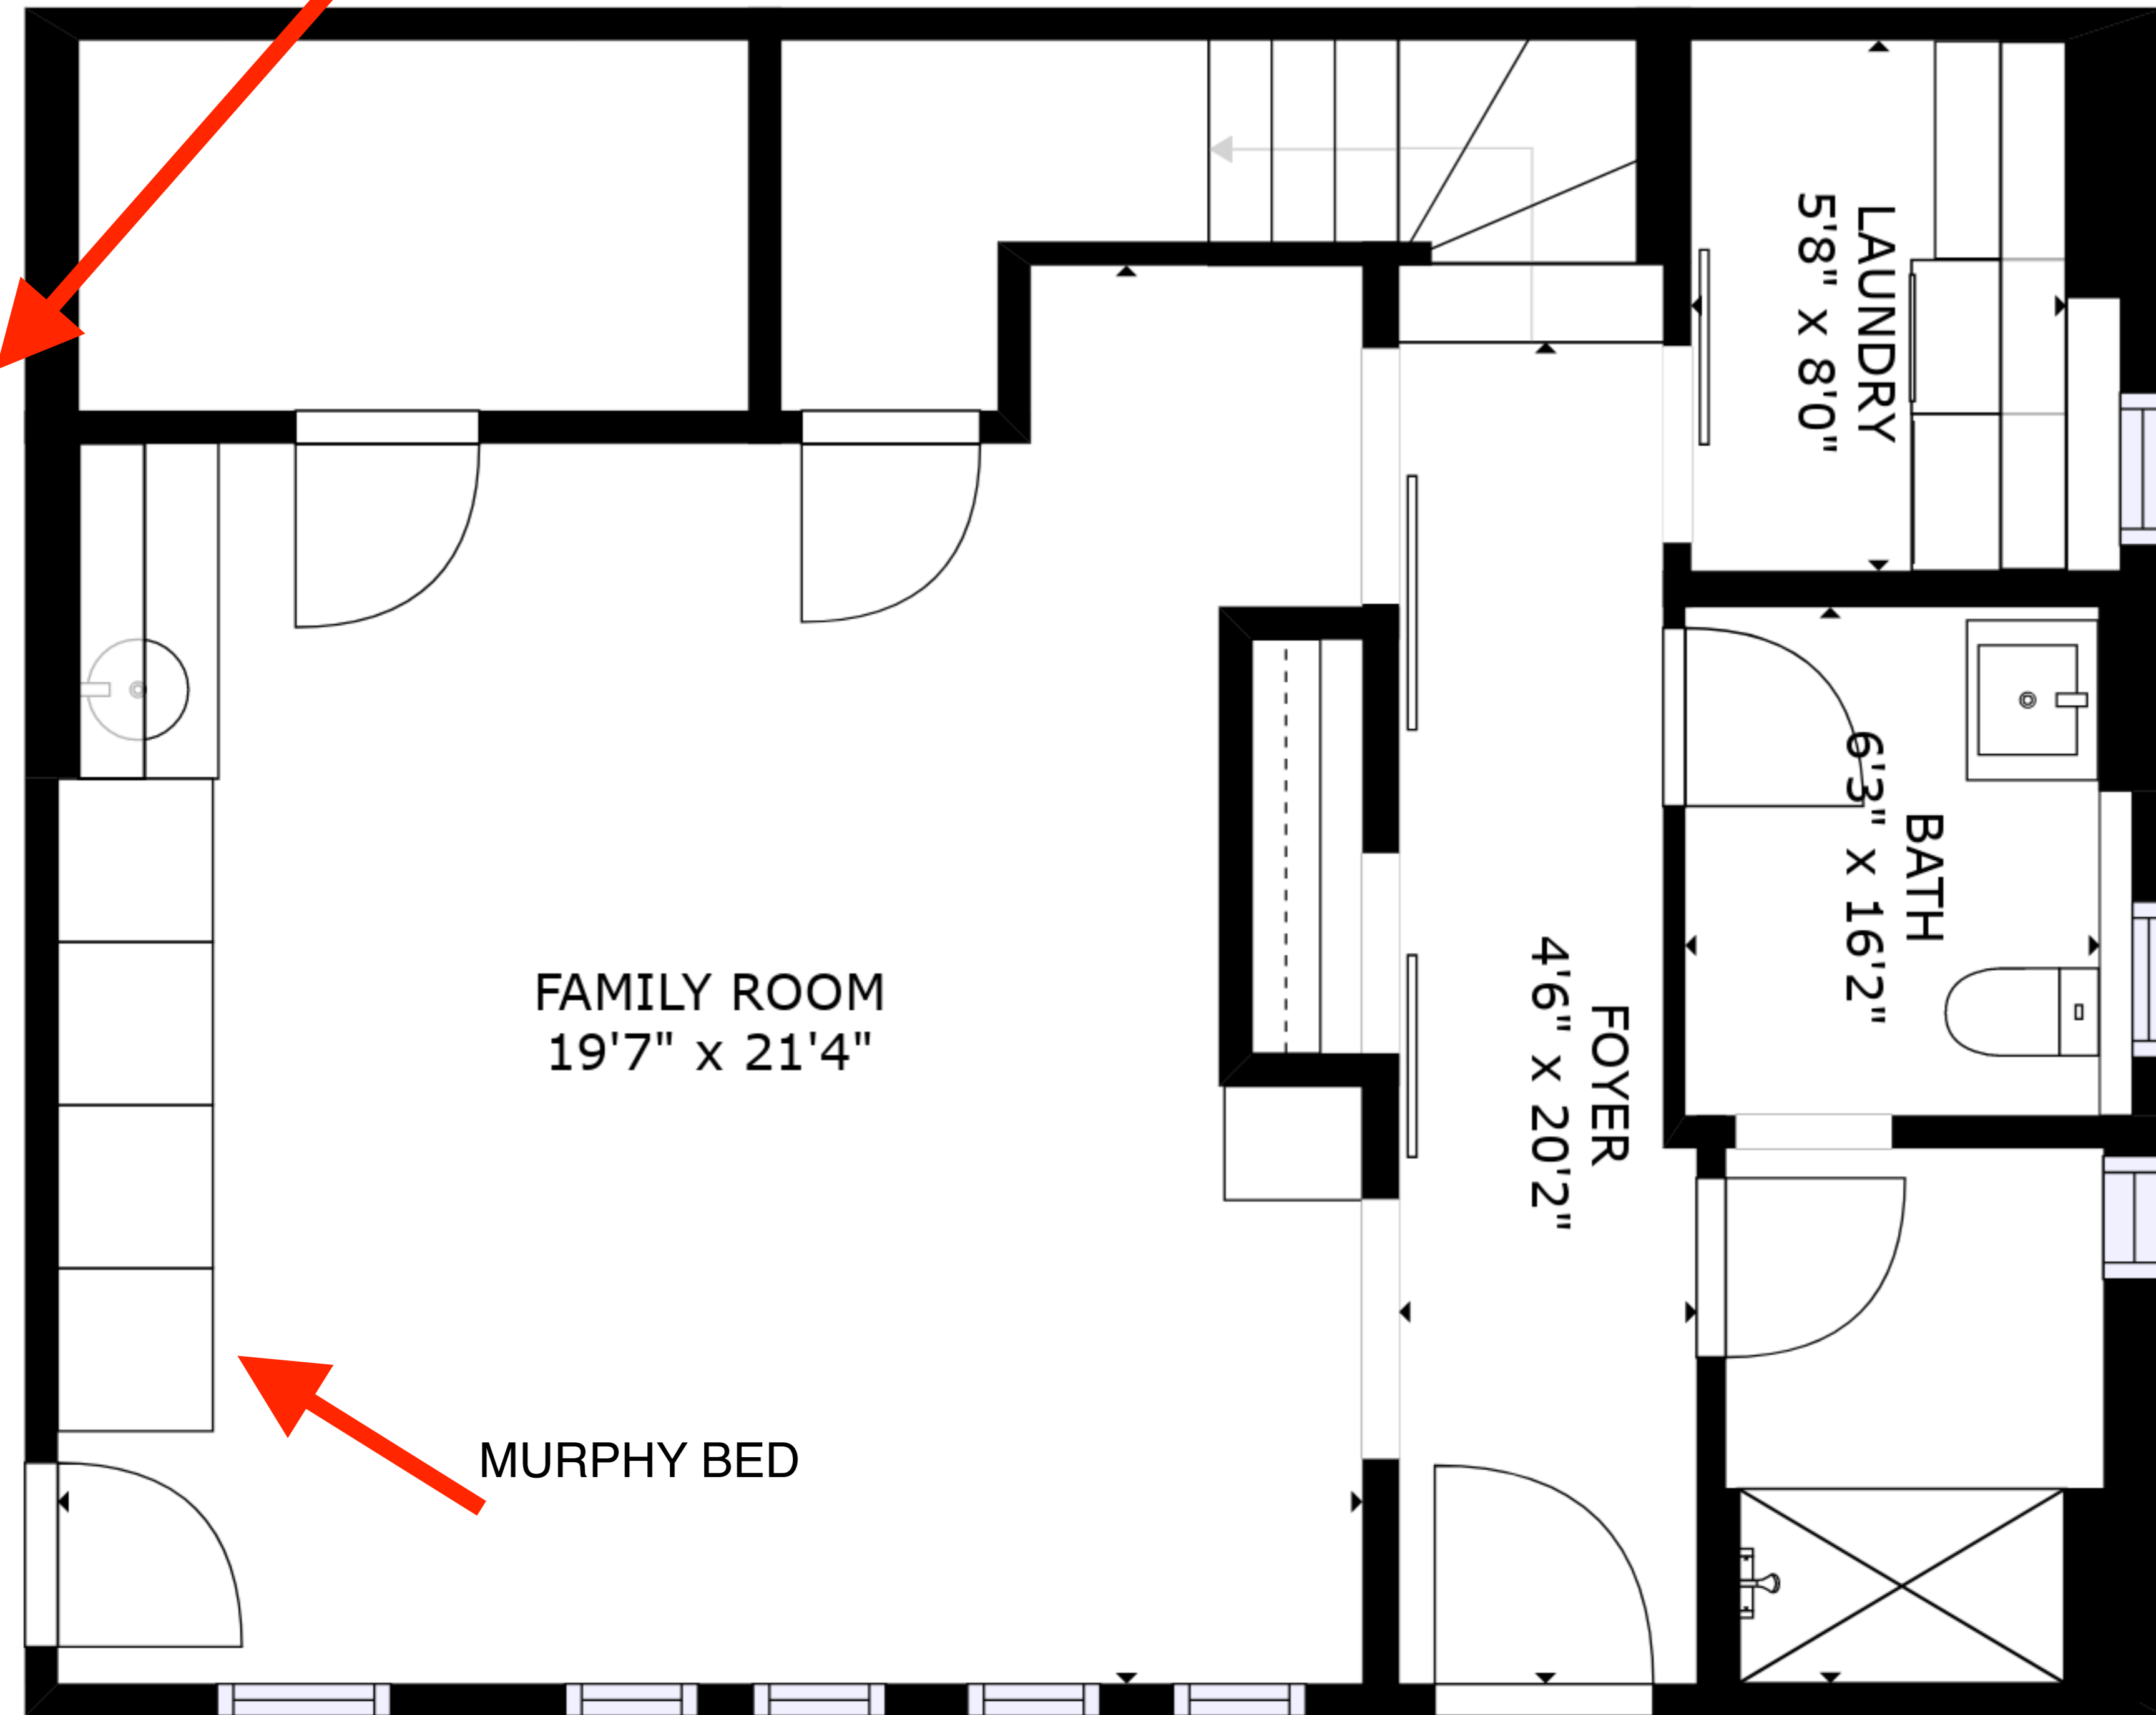 LAUNDRY
5'8" x 8'0"
BATH
6'3" x 16'2"
FAMILY ROOM
19'7" x 21'4"
FOYER
4'6" x 20'2"
MURPHY BED